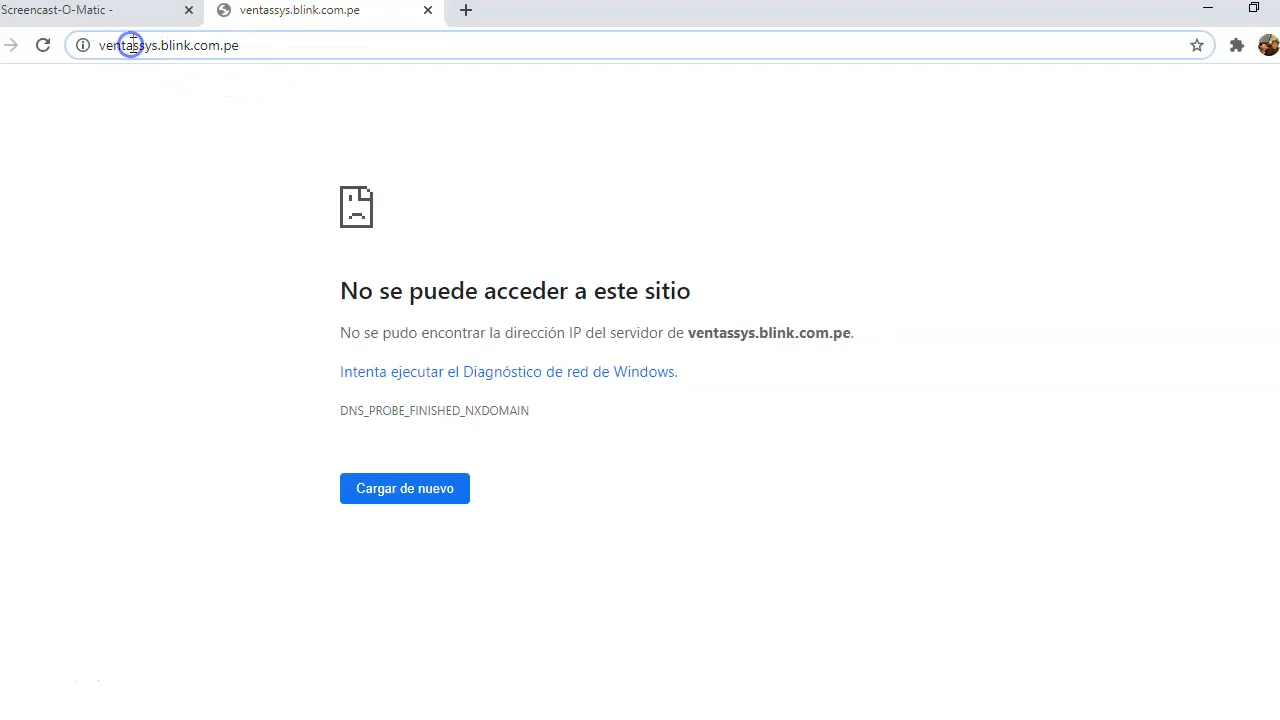 Screencast-O-Matic -
ventassys.blink.com.pe
ventassys.blink.com.pe
No se puede acceder a este sitio
No se pudo encontrar la dirección IP del servidor de ventassys.blink.com.pe.
Intenta ejecutar el Diagnóstico de red de Windows.
DNS_PROBE_FINISHED_NXDOMAIN
Cargar de nuevo